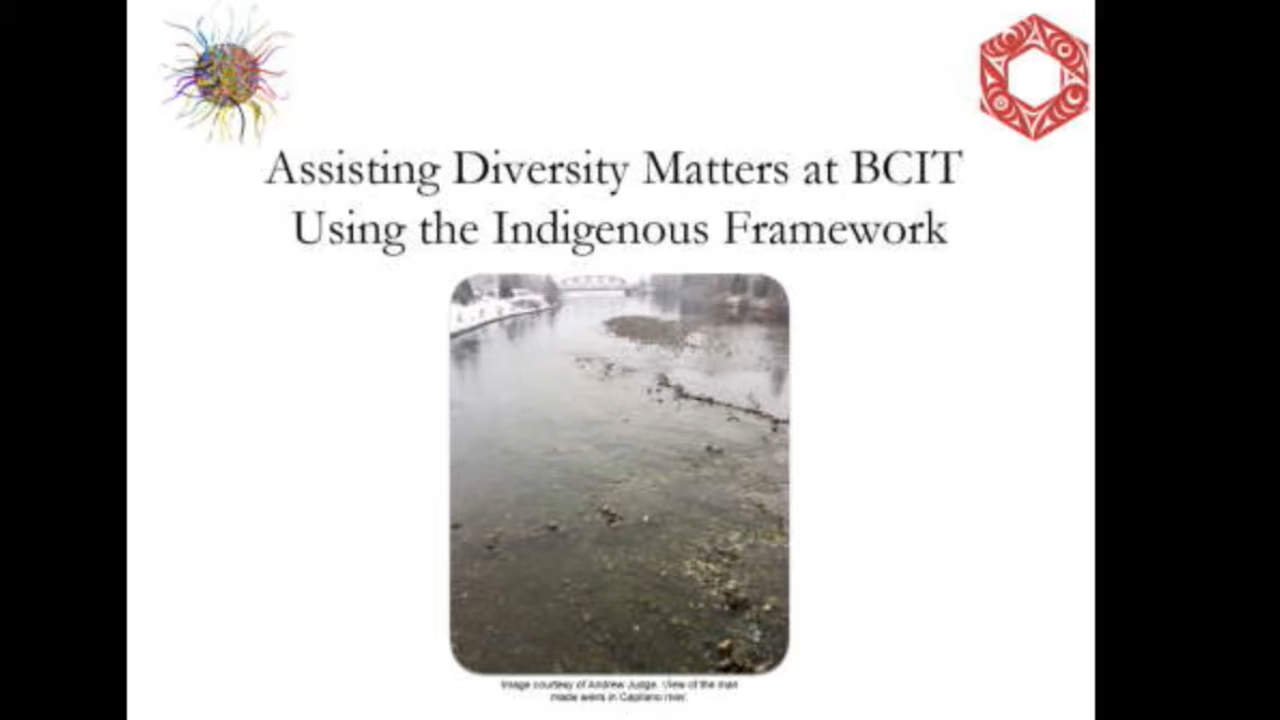 Assisting Diversity Matters at BCIT
Using the Indigenous Framework
Image courtesy of Andrew Judge. View of the man
made weirs in Capilano river.